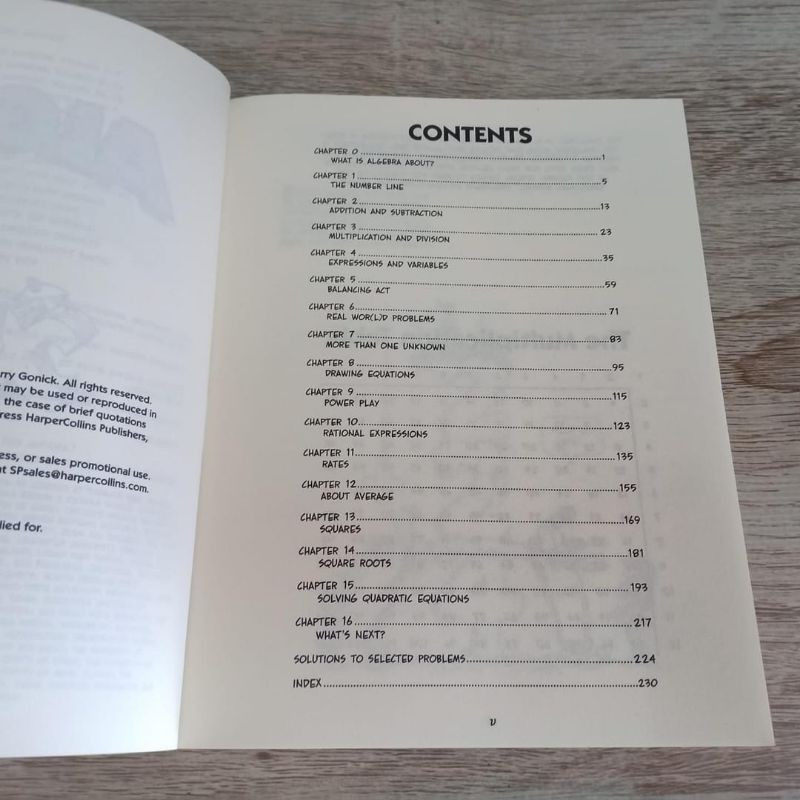 rry Gonick. All rights reserved.
may be used or reproduced in
the case of brief quotations
ress HarperCollins Publishers,
ess, or sales promotional use.
at SPsales@harpercollins.com.
lied for.
CONTENTS
CHAPTER 0 ........ 1
WHAT IS ALGEBRA ABOUT?
CHAPTER 1 ........ 5
THE NUMBER LINE
CHAPTER 2 ........ 13
ADDITION AND SUBTRACTION
CHAPTER 3 ........ 23
MULTIPLICATION AND DIVISION
CHAPTER 4 ........ 35
EXPRESSIONS AND VARIABLES
CHAPTER 5 ........ 59
BALANCING ACT
CHAPTER 6 ........ 71
REAL WOR(L)D PROBLEMS
CHAPTER 7 ........ 83
MORE THAN ONE UNKNOWN
CHAPTER 8 ........ 95
DRAWING EQUATIONS
CHAPTER 9 ........ 115
POWER PLAY
CHAPTER 10 ........ 123
RATIONAL EXPRESSIONS
CHAPTER 11 ........ 135
RATES
CHAPTER 12 ........ 155
ABOUT AVERAGE
CHAPTER 13 ........ 169
SQUARES
CHAPTER 14 ........ 181
SQUARE ROOTS
CHAPTER 15 ........ 193
SOLVING QUADRATIC EQUATIONS
CHAPTER 16 ........ 217
WHAT'S NEXT?
SOLUTIONS TO SELECTED PROBLEMS ........ 224
INDEX ........ 230
v